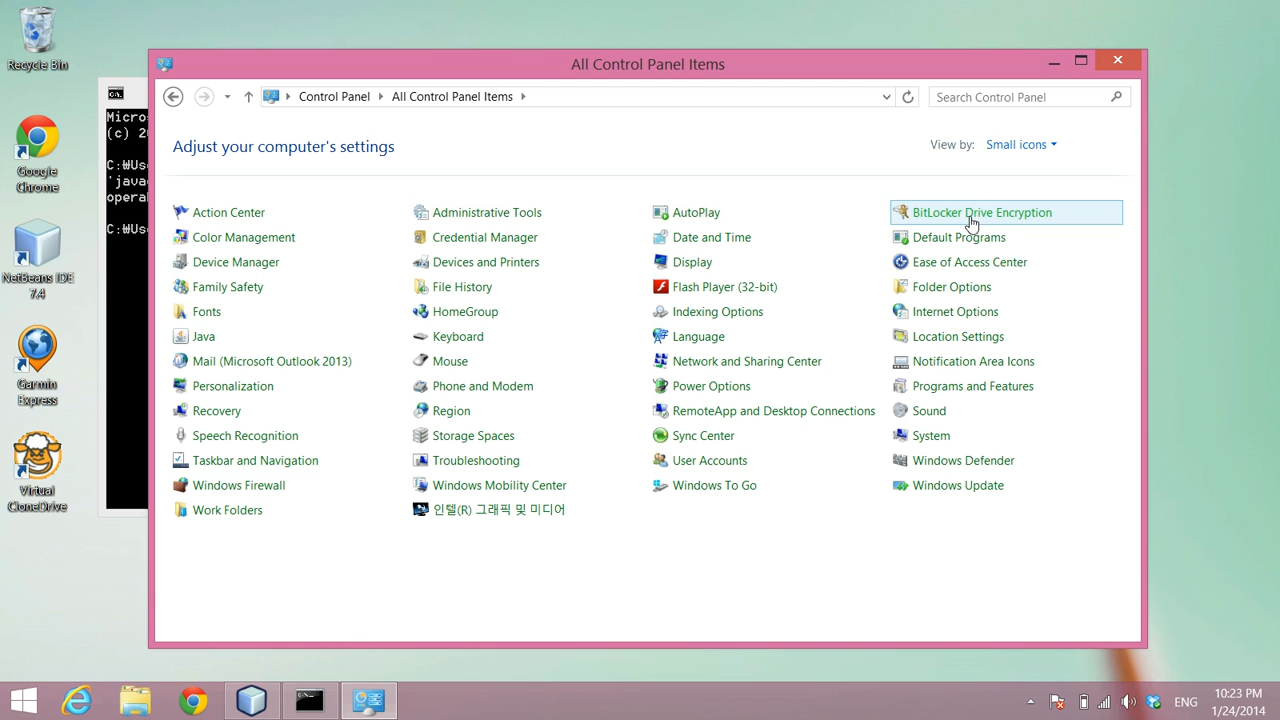 Recycle Bin
Google
Chrome
NetBeans IDE
7.4
Garmin
Express
Virtual
CloneDrive
C:\.
Micros
(c) 20
C:₩Use
'javac
operab
C:₩Use
All Control Panel Items
Control Panel
All Control Panel Items
Search Control Panel
Adjust your computer's settings
View by: Small icons
Action Center
Administrative Tools
AutoPlay
BitLocker Drive Encryption
Color Management
Credential Manager
Date and Time
Default Programs
Device Manager
Devices and Printers
Display
Ease of Access Center
Family Safety
File History
Flash Player (32-bit)
Folder Options
Fonts
HomeGroup
Indexing Options
Internet Options
Java
Keyboard
Language
Location Settings
Mail (Microsoft Outlook 2013)
Mouse
Network and Sharing Center
Notification Area Icons
Personalization
Phone and Modem
Power Options
Programs and Features
Recovery
Region
RemoteApp and Desktop Connections
Sound
Speech Recognition
Storage Spaces
Sync Center
System
Taskbar and Navigation
Troubleshooting
User Accounts
Windows Defender
Windows Firewall
Windows Mobility Center
Windows To Go
Windows Update
Work Folders
인텔(R) 그래픽 및 미디어
ENG
10:23 PM
1/24/2014